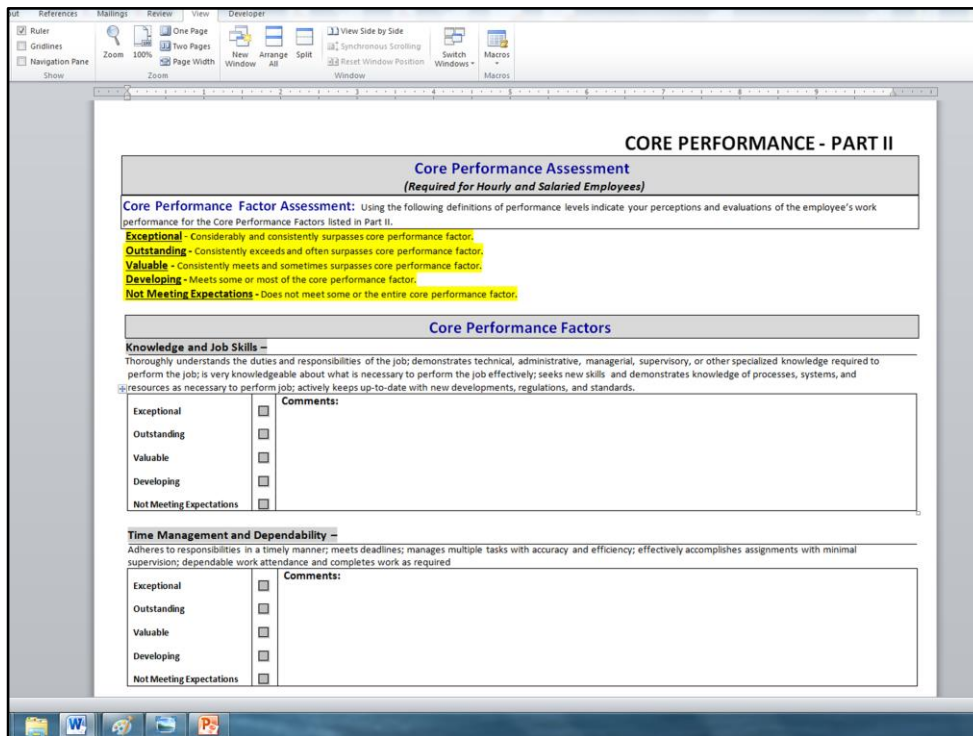 out References Mailings Review View Developer
Ruler
Gridlines
Navigation Pane
Show
Zoom
100%
One Page
Two Pages
Page Width
Zoom
New Window
Arrange All
Split
View Side by Side
Synchronous Scrolling
Reset Window Position
Window
Switch Windows
Macros
Macros
1 2 3 4 5 6 7 8 9
CORE PERFORMANCE - PART II
Core Performance Assessment
(Required for Hourly and Salaried Employees)
Core Performance Factor Assessment: Using the following definitions of performance levels indicate your perceptions and evaluations of the employee's work
performance for the Core Performance Factors listed in Part II.
Exceptional - Considerably and consistently surpasses core performance factor.
Outstanding - Consistently exceeds and often surpasses core performance factor.
Valuable - Consistently meets and sometimes surpasses core performance factor.
Developing - Meets some or most of the core performance factor.
Not Meeting Expectations - Does not meet some or the entire core performance factor.
Core Performance Factors
Knowledge and Job Skills –
Thoroughly understands the duties and responsibilities of the job; demonstrates technical, administrative, managerial, supervisory, or other specialized knowledge required to
perform the job; is very knowledgeable about what is necessary to perform the job effectively; seeks new skills and demonstrates knowledge of processes, systems, and
resources as necessary to perform job; actively keeps up-to-date with new developments, regulations, and standards.
Comments:
Exceptional
Outstanding
Valuable
Developing
Not Meeting Expectations
Time Management and Dependability –
Adheres to responsibilities in a timely manner; meets deadlines; manages multiple tasks with accuracy and efficiency; effectively accomplishes assignments with minimal
supervision; dependable work attendance and completes work as required
Comments:
Exceptional
Outstanding
Valuable
Developing
Not Meeting Expectations